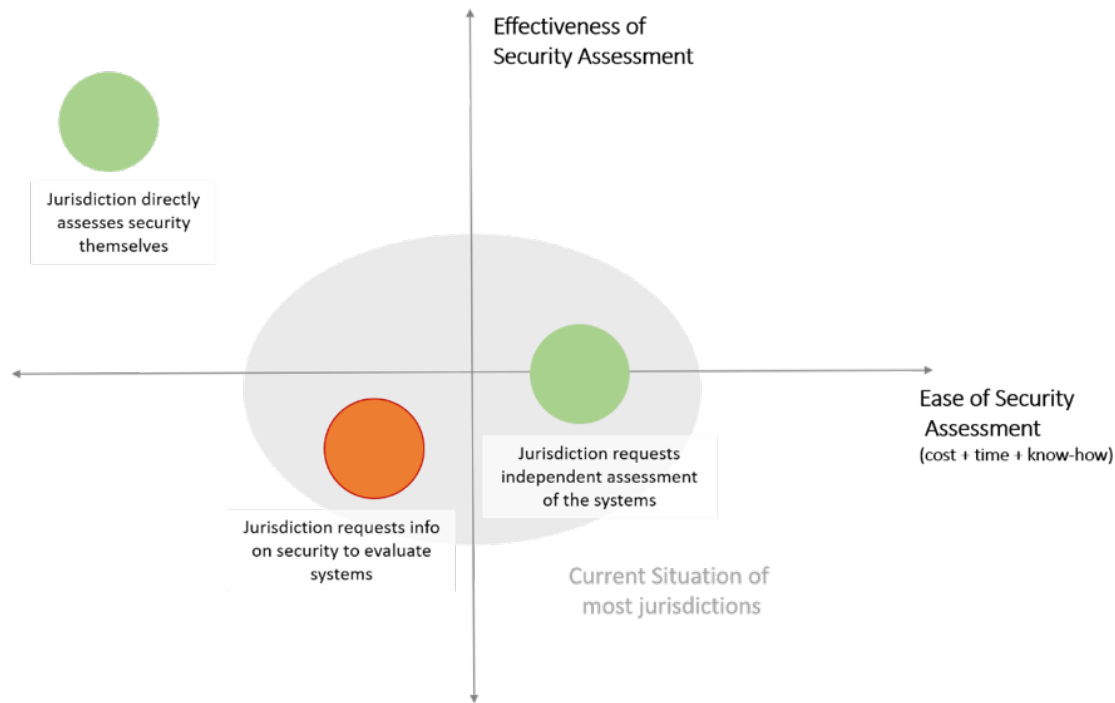 Effectiveness of
Security Assessment
Jurisdiction directly
assesses security
themselves
Ease of Security
Assessment
(cost + time + know-how)
Jurisdiction requests
independent assessment
of the systems
Jurisdiction requests info
on security to evaluate
systems
Current Situation of
most jurisdictions